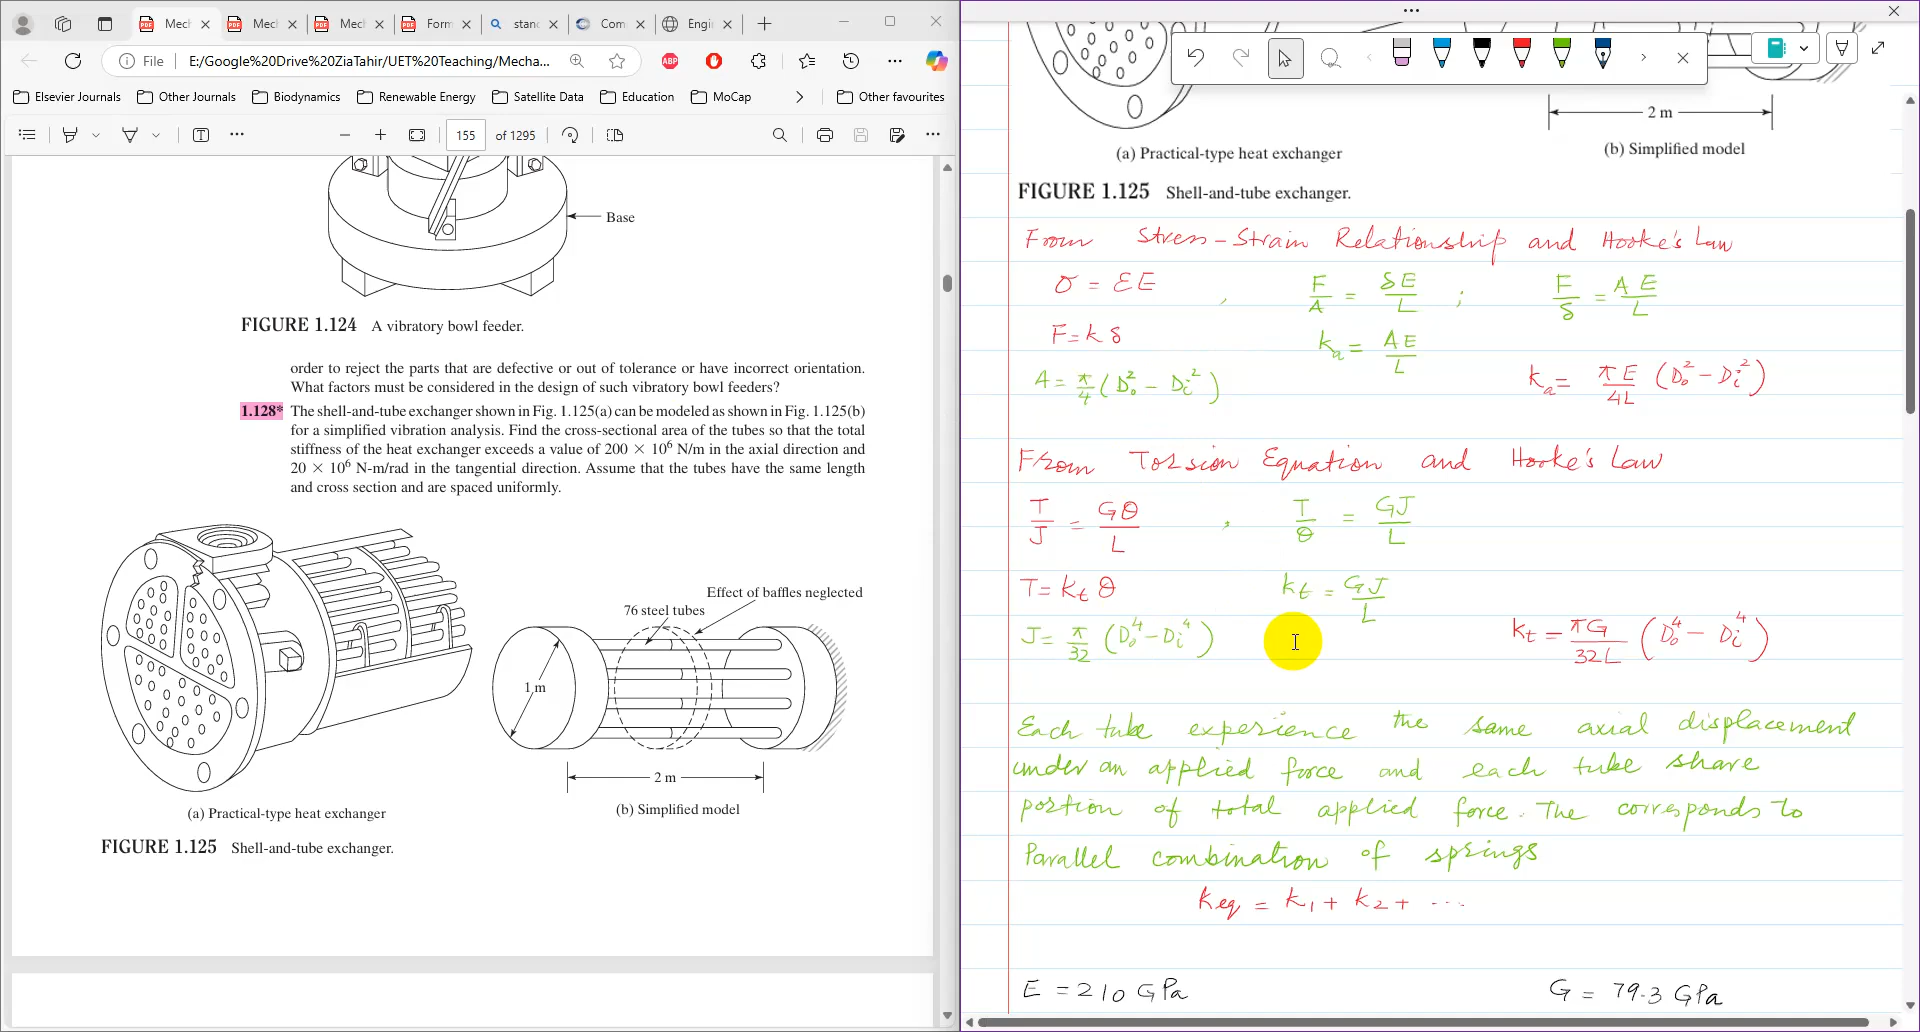 Mecl
Mecl
Mecl
Form
stanc
Com
Engi
File
E:/Google%20Drive%20ZiaTahir/UET%20Teaching/Mecha...
ABP
Elsevier Journals
Other Journals
Biodynamics
Renewable Energy
Satellite Data
Education
MoCap
Other favourites
155 of 1295
Base
FIGURE 1.124 A vibratory bowl feeder.
order to reject the parts that are defective or out of tolerance or have incorrect orientation.
What factors must be considered in the design of such vibratory bowl feeders?
1.128* The shell-and-tube exchanger shown in Fig. 1.125(a) can be modeled as shown in Fig. 1.125(b)
for a simplified vibration analysis. Find the cross-sectional area of the tubes so that the total
stiffness of the heat exchanger exceeds a value of 200 × 10⁶ N/m in the axial direction and
20 × 10⁶ N-m/rad in the tangential direction. Assume that the tubes have the same length
and cross section and are spaced uniformly.
Effect of baffles neglected
76 steel tubes
1 m
2 m
(a) Practical-type heat exchanger
(b) Simplified model
FIGURE 1.125 Shell-and-tube exchanger.
2 m
(a) Practical-type heat exchanger
(b) Simplified model
FIGURE 1.125 Shell-and-tube exchanger.
From Stress-Strain Relationship and Hooke's Law
σ = εE , F/A = δE/L ; F/δ = AE/L
F = kδ kₐ = AE/L
A = π/4 (Dₒ² - Dᵢ²) kₐ = πE/4L (Dₒ² - Dᵢ²)
From Torsion Equation and Hooke's Law
T/J = Gθ/L , T/θ = GJ/L
T = kₜ θ kₜ = GJ/L
J = π/32 (Dₒ⁴ - Dᵢ⁴) kₜ = πG/32L (Dₒ⁴ - Dᵢ⁴)
Each tube experience the same axial displacement
under an applied force and each tube share
portion of total applied force. The corresponds to
Parallel combination of springs
keq = k₁ + k₂ + ...
E = 210 GPa G = 79.3 GPa